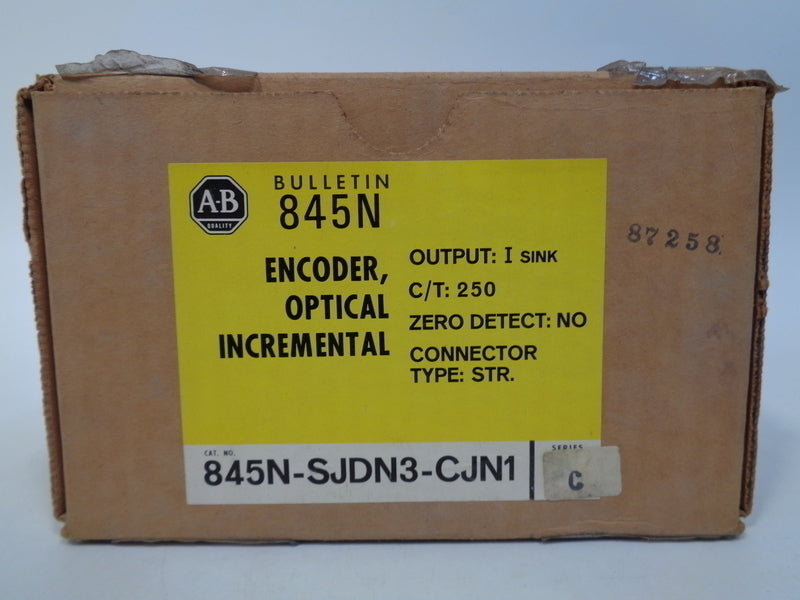 A-B
QUALITY
BULLETIN
845N
ENCODER,
OPTICAL
INCREMENTAL
OUTPUT: I SINK
C/T: 250
ZERO DETECT: NO
CONNECTOR
TYPE: STR.
87258
CAT. NO.
845N-SJDN3-CJN1
SERIES
C